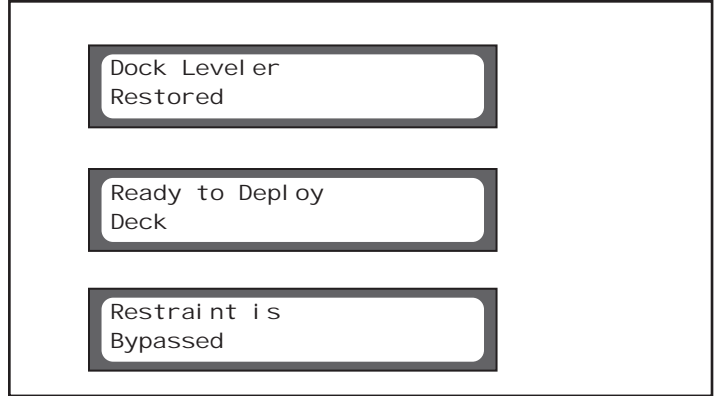 Dock Leveler
Restored
Ready to Deploy
Deck
Restraint is
Bypassed